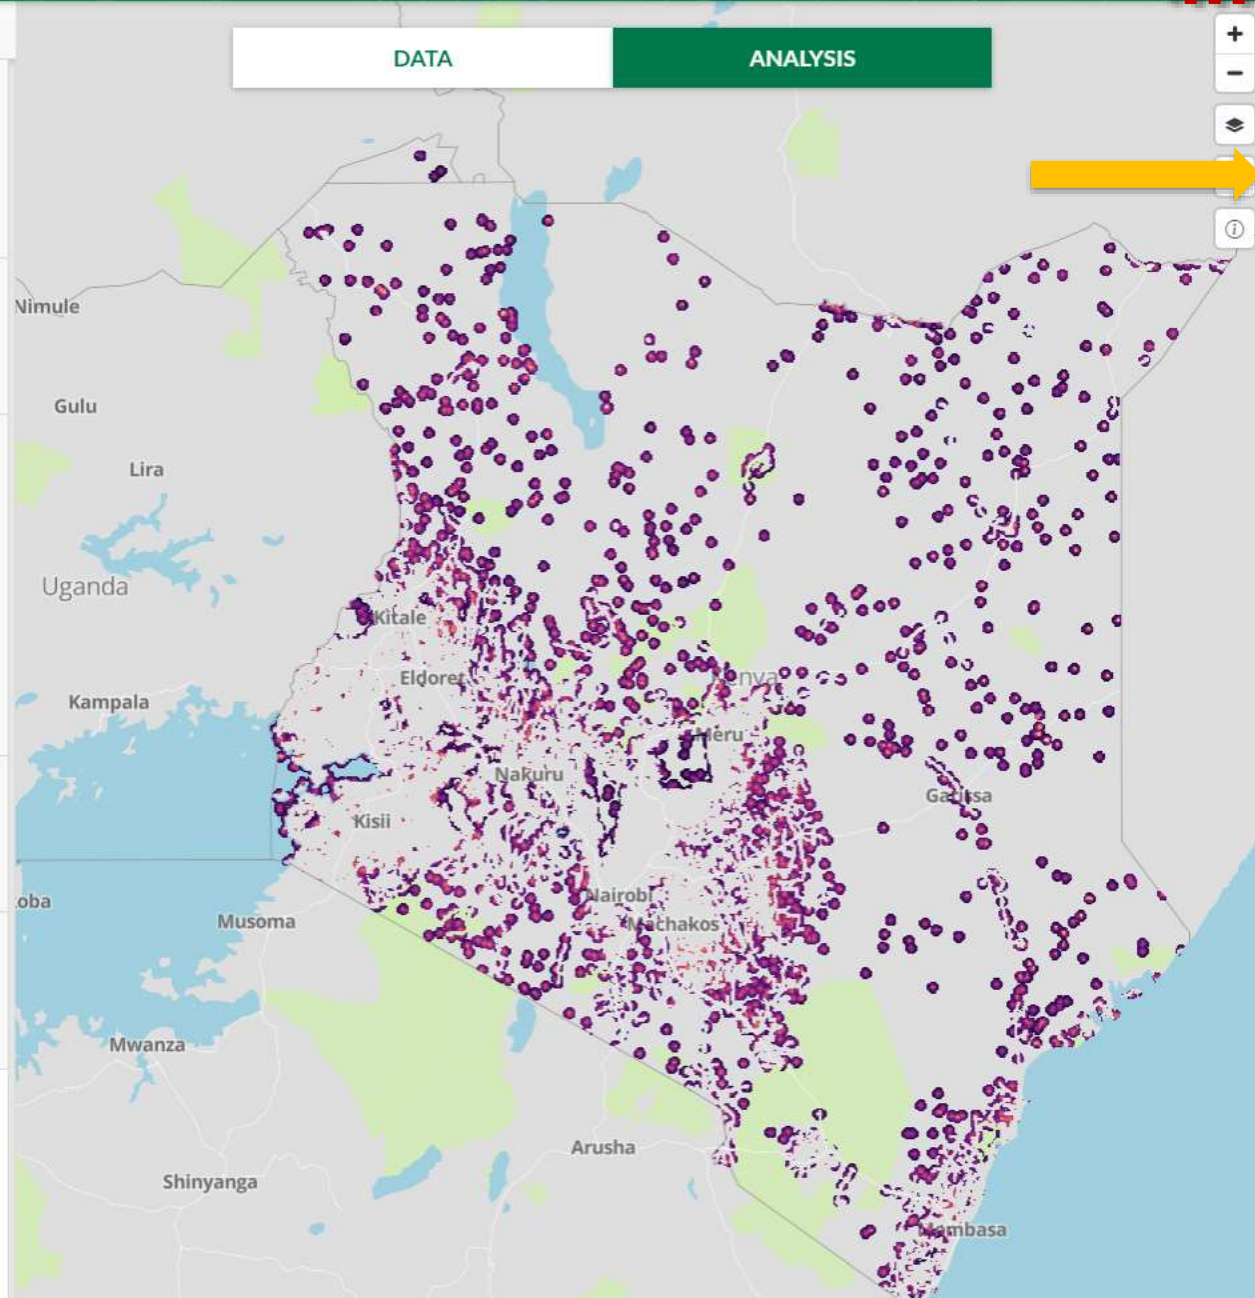 DATA
ANALYSIS
Nimule
Gulu
Lira
Uganda
Kitale
Eldoret
Kampala
Meru
Nakuru
Garissa
Kisii
Nairobi
oba
Musoma
Machakos
Mwanza
Arusha
Shinyanga
Mombasa